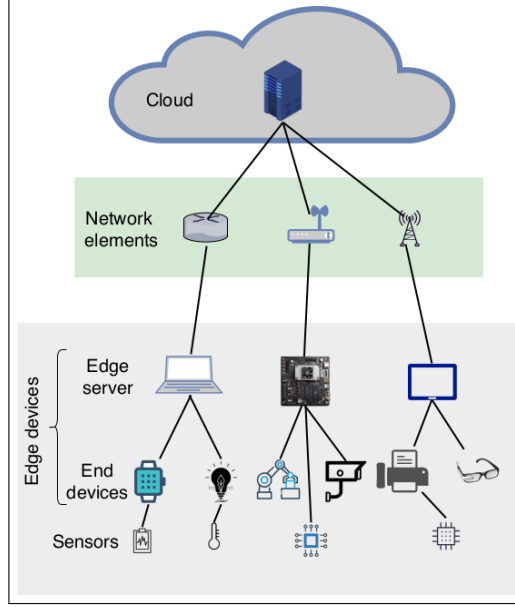 Cloud
Network
elements
Edge devices
Edge
server
End
devices
Sensors